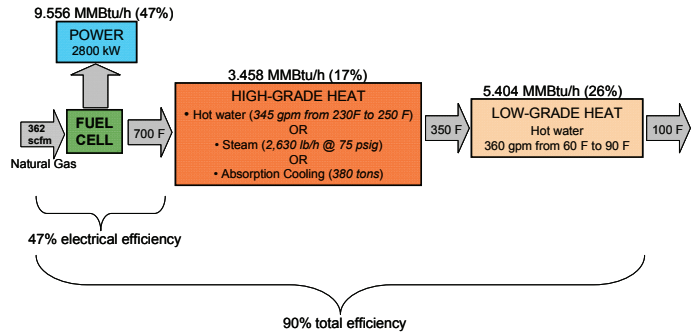 9.556 MMBtu/h (47%)
POWER
2800 kW
362
scfm
Natural Gas
FUEL
CELL
700 F
3.458 MMBtu/h (17%)
HIGH-GRADE HEAT
• Hot water (345 gpm from 230F to 250 F)
OR
• Steam (2,630 lb/h @ 75 psig)
OR
• Absorption Cooling (380 tons)
350 F
5.404 MMBtu/h (26%)
LOW-GRADE HEAT
Hot water
360 gpm from 60 F to 90 F
100 F
47% electrical efficiency
90% total efficiency